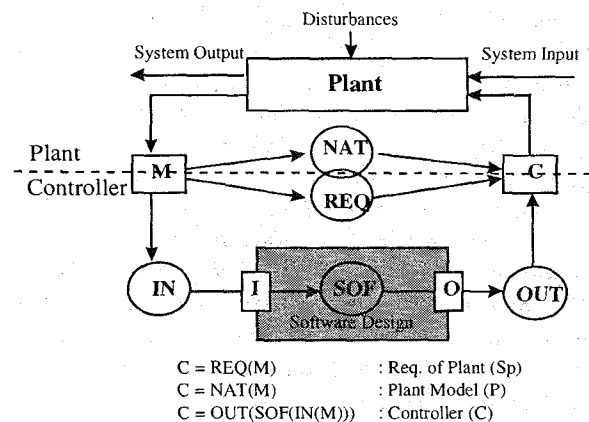 Disturbances
System Output
System Input
Plant
Plant
Controller
M
NAT
REQ
C
IN
I
SOF
O
OUT
Software Design
C = REQ(M) : Req. of Plant (Sp)
C = NAT(M) : Plant Model (P)
C = OUT(SOF(IN(M))) : Controller (C)